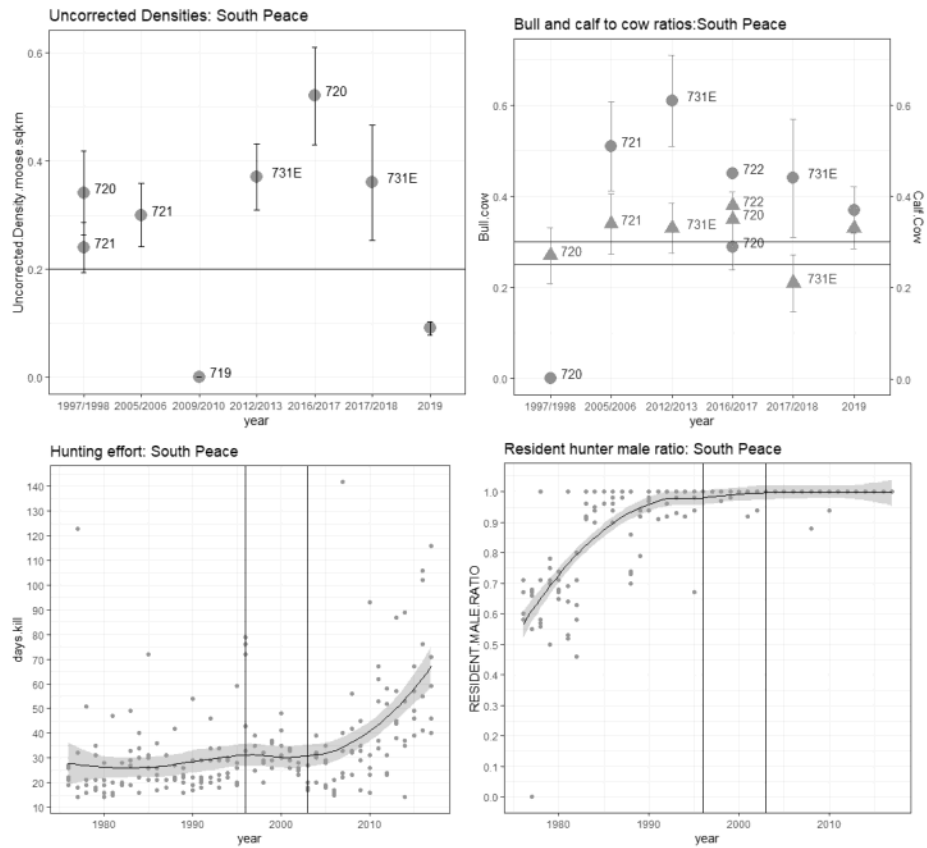 Uncorrected Densities: South Peace
Uncorrected.Density.moose.sqkm
0.6
0.4
0.2
0.0
720
721
721
719
731E
720
731E
1997/1998 2005/2006 2009/2010 2012/2013 2016/2017 2017/2018 2019
year
Bull and calf to cow ratios:South Peace
Bull.cow
0.6
0.4
0.2
0.0
720
720
721
721
731E
731E
722
722
720
720
731E
731E
0.6
0.4
0.2
0.0
Calf.Cow
1997/1998 2005/2006 2012/2013 2016/2017 2017/2018 2019
year
Hunting effort: South Peace
days.kill
140
130
120
110
100
90
80
70
60
50
40
30
20
10
1980 1990 2000 2010
year
Resident hunter male ratio: South Peace
RESIDENT.MALE.RATIO
1.0
0.9
0.8
0.7
0.6
0.5
0.4
0.3
0.2
0.1
0.0
1980 1990 2000 2010
year